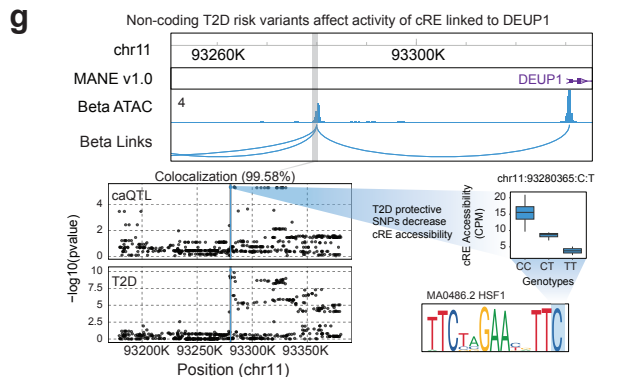 g
Non-coding T2D risk variants affect activity of cRE linked to DEUP1
chr11
93260K
93300K
MANE v1.0
DEUP1
Beta ATAC
4
Beta Links
Colocalization (99.58%)
caQTL
4
2
0
T2D
10
7.5
5
2.5
0
−log10(pvalue)
93200K
93250K
93300K
93350K
Position (chr11)
T2D protective
SNPs decrease
cRE accessibility
chr11:93280365:C:T
cRE Accessibility
(CPM)
20
15
10
5
CC
CT
TT
Genotypes
MA0486.2 HSF1
TTC
GAA
TTC